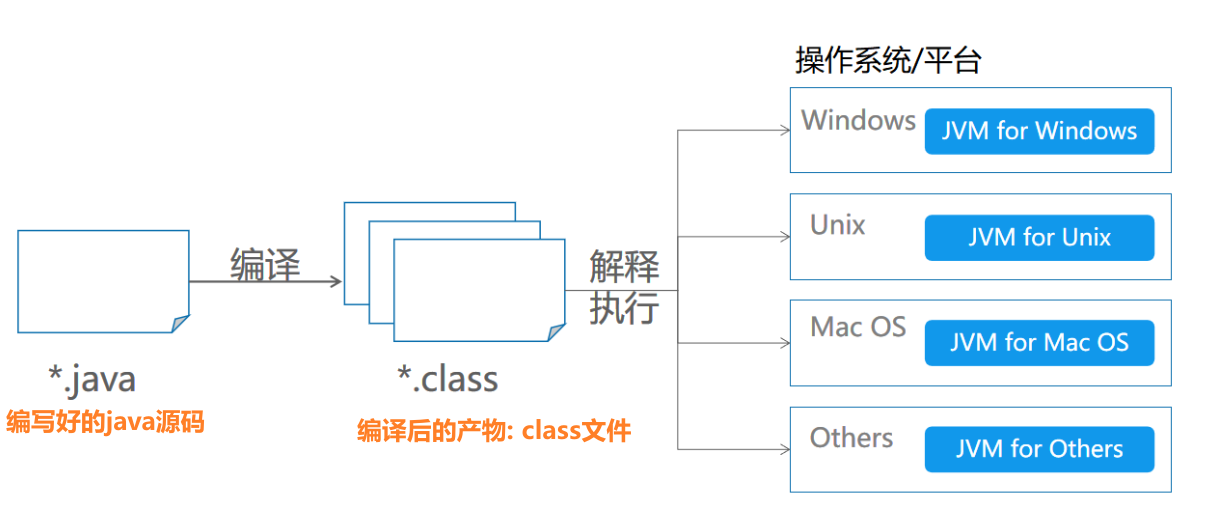 操作系统/平台
Windows
JVM for Windows
Unix
JVM for Unix
Mac OS
JVM for Mac OS
Others
JVM for Others
编译
解释
执行
*.java
编写好的java源码
*.class
编译后的产物: class文件